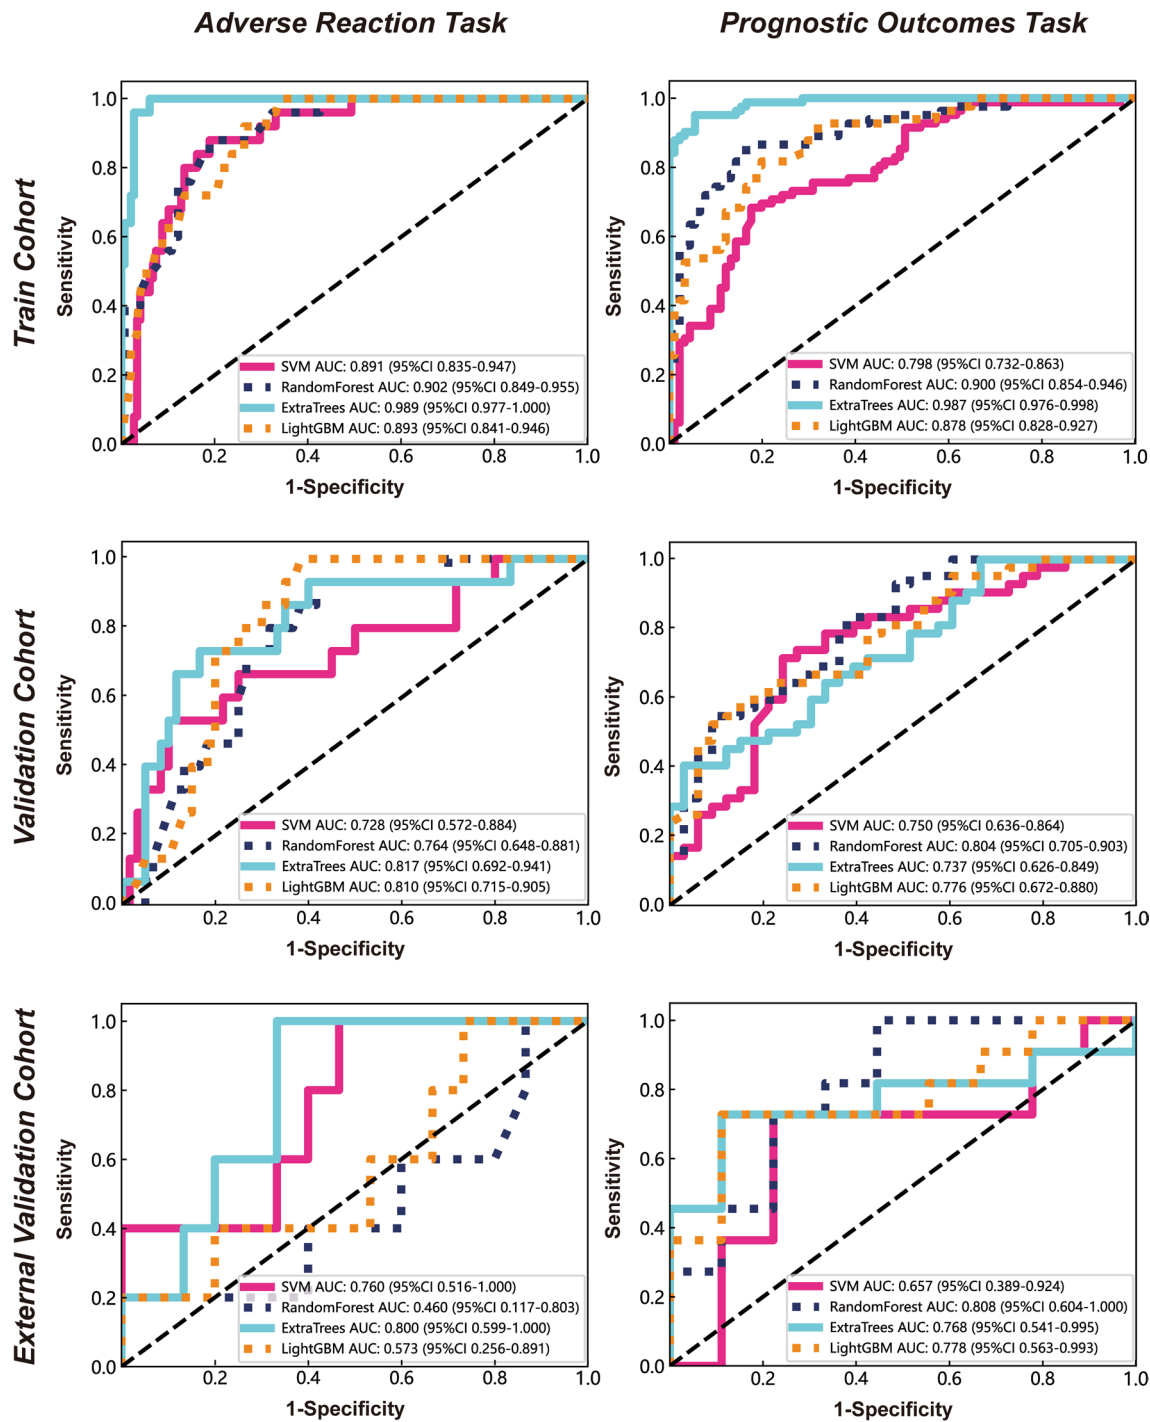 Adverse Reaction Task
Prognostic Outcomes Task
Train Cohort
Sensitivity
1.0
0.8
0.6
0.4
0.2
0.0
SVM AUC: 0.891 (95%CI 0.835-0.947)
RandomForest AUC: 0.902 (95%CI 0.849-0.955)
ExtraTrees AUC: 0.989 (95%CI 0.977-1.000)
LightGBM AUC: 0.893 (95%CI 0.841-0.946)
0.2 0.4 0.6 0.8 1.0
1-Specificity
Sensitivity
1.0
0.8
0.6
0.4
0.2
0.0
SVM AUC: 0.798 (95%CI 0.732-0.863)
RandomForest AUC: 0.900 (95%CI 0.854-0.946)
ExtraTrees AUC: 0.987 (95%CI 0.976-0.998)
LightGBM AUC: 0.878 (95%CI 0.828-0.927)
0.2 0.4 0.6 0.8 1.0
1-Specificity
Validation Cohort
Sensitivity
1.0
0.8
0.6
0.4
0.2
0.0
SVM AUC: 0.728 (95%CI 0.572-0.884)
RandomForest AUC: 0.764 (95%CI 0.648-0.881)
ExtraTrees AUC: 0.817 (95%CI 0.692-0.941)
LightGBM AUC: 0.810 (95%CI 0.715-0.905)
0.2 0.4 0.6 0.8 1.0
1-Specificity
Sensitivity
1.0
0.8
0.6
0.4
0.2
0.0
SVM AUC: 0.750 (95%CI 0.636-0.864)
RandomForest AUC: 0.804 (95%CI 0.705-0.903)
ExtraTrees AUC: 0.737 (95%CI 0.626-0.849)
LightGBM AUC: 0.776 (95%CI 0.672-0.880)
0.2 0.4 0.6 0.8 1.0
1-Specificity
External Validation Cohort
Sensitivity
1.0
0.8
0.6
0.4
0.2
0.0
SVM AUC: 0.760 (95%CI 0.516-1.000)
RandomForest AUC: 0.460 (95%CI 0.117-0.803)
ExtraTrees AUC: 0.800 (95%CI 0.599-1.000)
LightGBM AUC: 0.573 (95%CI 0.256-0.891)
0.2 0.4 0.6 0.8 1.0
1-Specificity
Sensitivity
1.0
0.8
0.6
0.4
0.2
0.0
SVM AUC: 0.657 (95%CI 0.389-0.924)
RandomForest AUC: 0.808 (95%CI 0.604-1.000)
ExtraTrees AUC: 0.768 (95%CI 0.541-0.995)
LightGBM AUC: 0.778 (95%CI 0.563-0.993)
0.2 0.4 0.6 0.8 1.0
1-Specificity